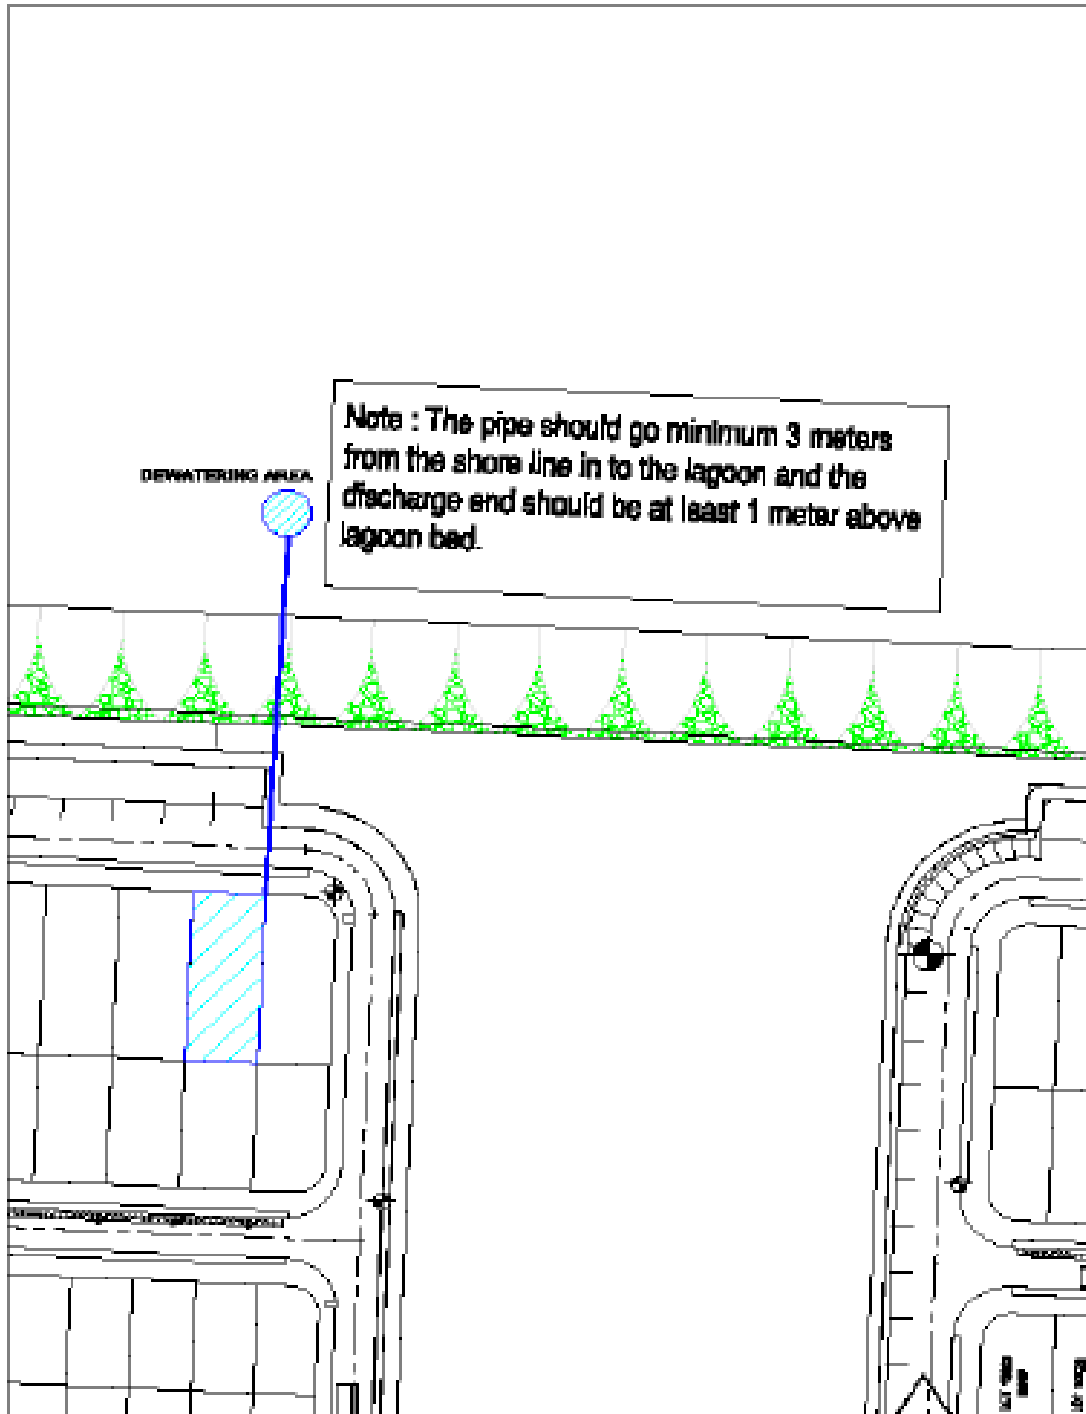 Note : The pipe should go minimum 3 meters
from the shore line in to the lagoon and the
discharge end should be at least 1 meter above
lagoon bed.
DEWATERING AREA